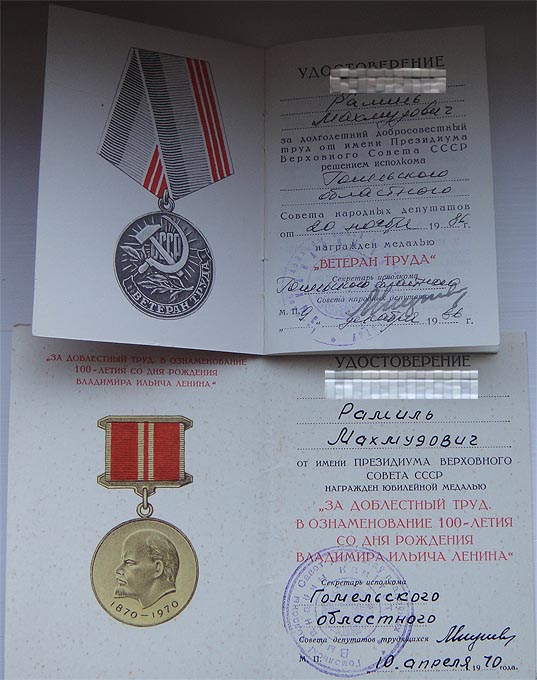 СССР
ВЕТЕРАН ТРУДА
УДОСТОВЕРЕНИЕ
Рамиль
Махмудович
за долголетний добросовестный
труд от имени Президиума
Верховного Совета СССР
решением исполкома
Гомельского
областного
Совета народных депутатов
от 20 ноября 1986 г.
награжден медалью
„ВЕТЕРАН ТРУДА"
Секретарь исполкома
Гомельского областного
Совета народных депутатов
М. П. декабря 1986 г.
„ЗА ДОБЛЕСТНЫЙ ТРУД. В ОЗНАМЕНОВАНИЕ
100-ЛЕТИЯ СО ДНЯ РОЖДЕНИЯ
ВЛАДИМИРА ИЛЬИЧА ЛЕНИНА"
1870–1970
УДОСТОВЕРЕНИЕ
Рамиль
Махмудович
ОТ ИМЕНИ ПРЕЗИДИУМА ВЕРХОВНОГО
СОВЕТА СССР
НАГРАЖДЕН ЮБИЛЕЙНОЙ МЕДАЛЬЮ
„ЗА ДОБЛЕСТНЫЙ ТРУД.
В ОЗНАМЕНОВАНИЕ 100-ЛЕТИЯ
СО ДНЯ РОЖДЕНИЯ
ВЛАДИМИРА ИЛЬИЧА ЛЕНИНА"
Секретарь исполкома
Гомельского
областного
Совета депутатов трудящихся
М. П. 10 апреля 1970 г.